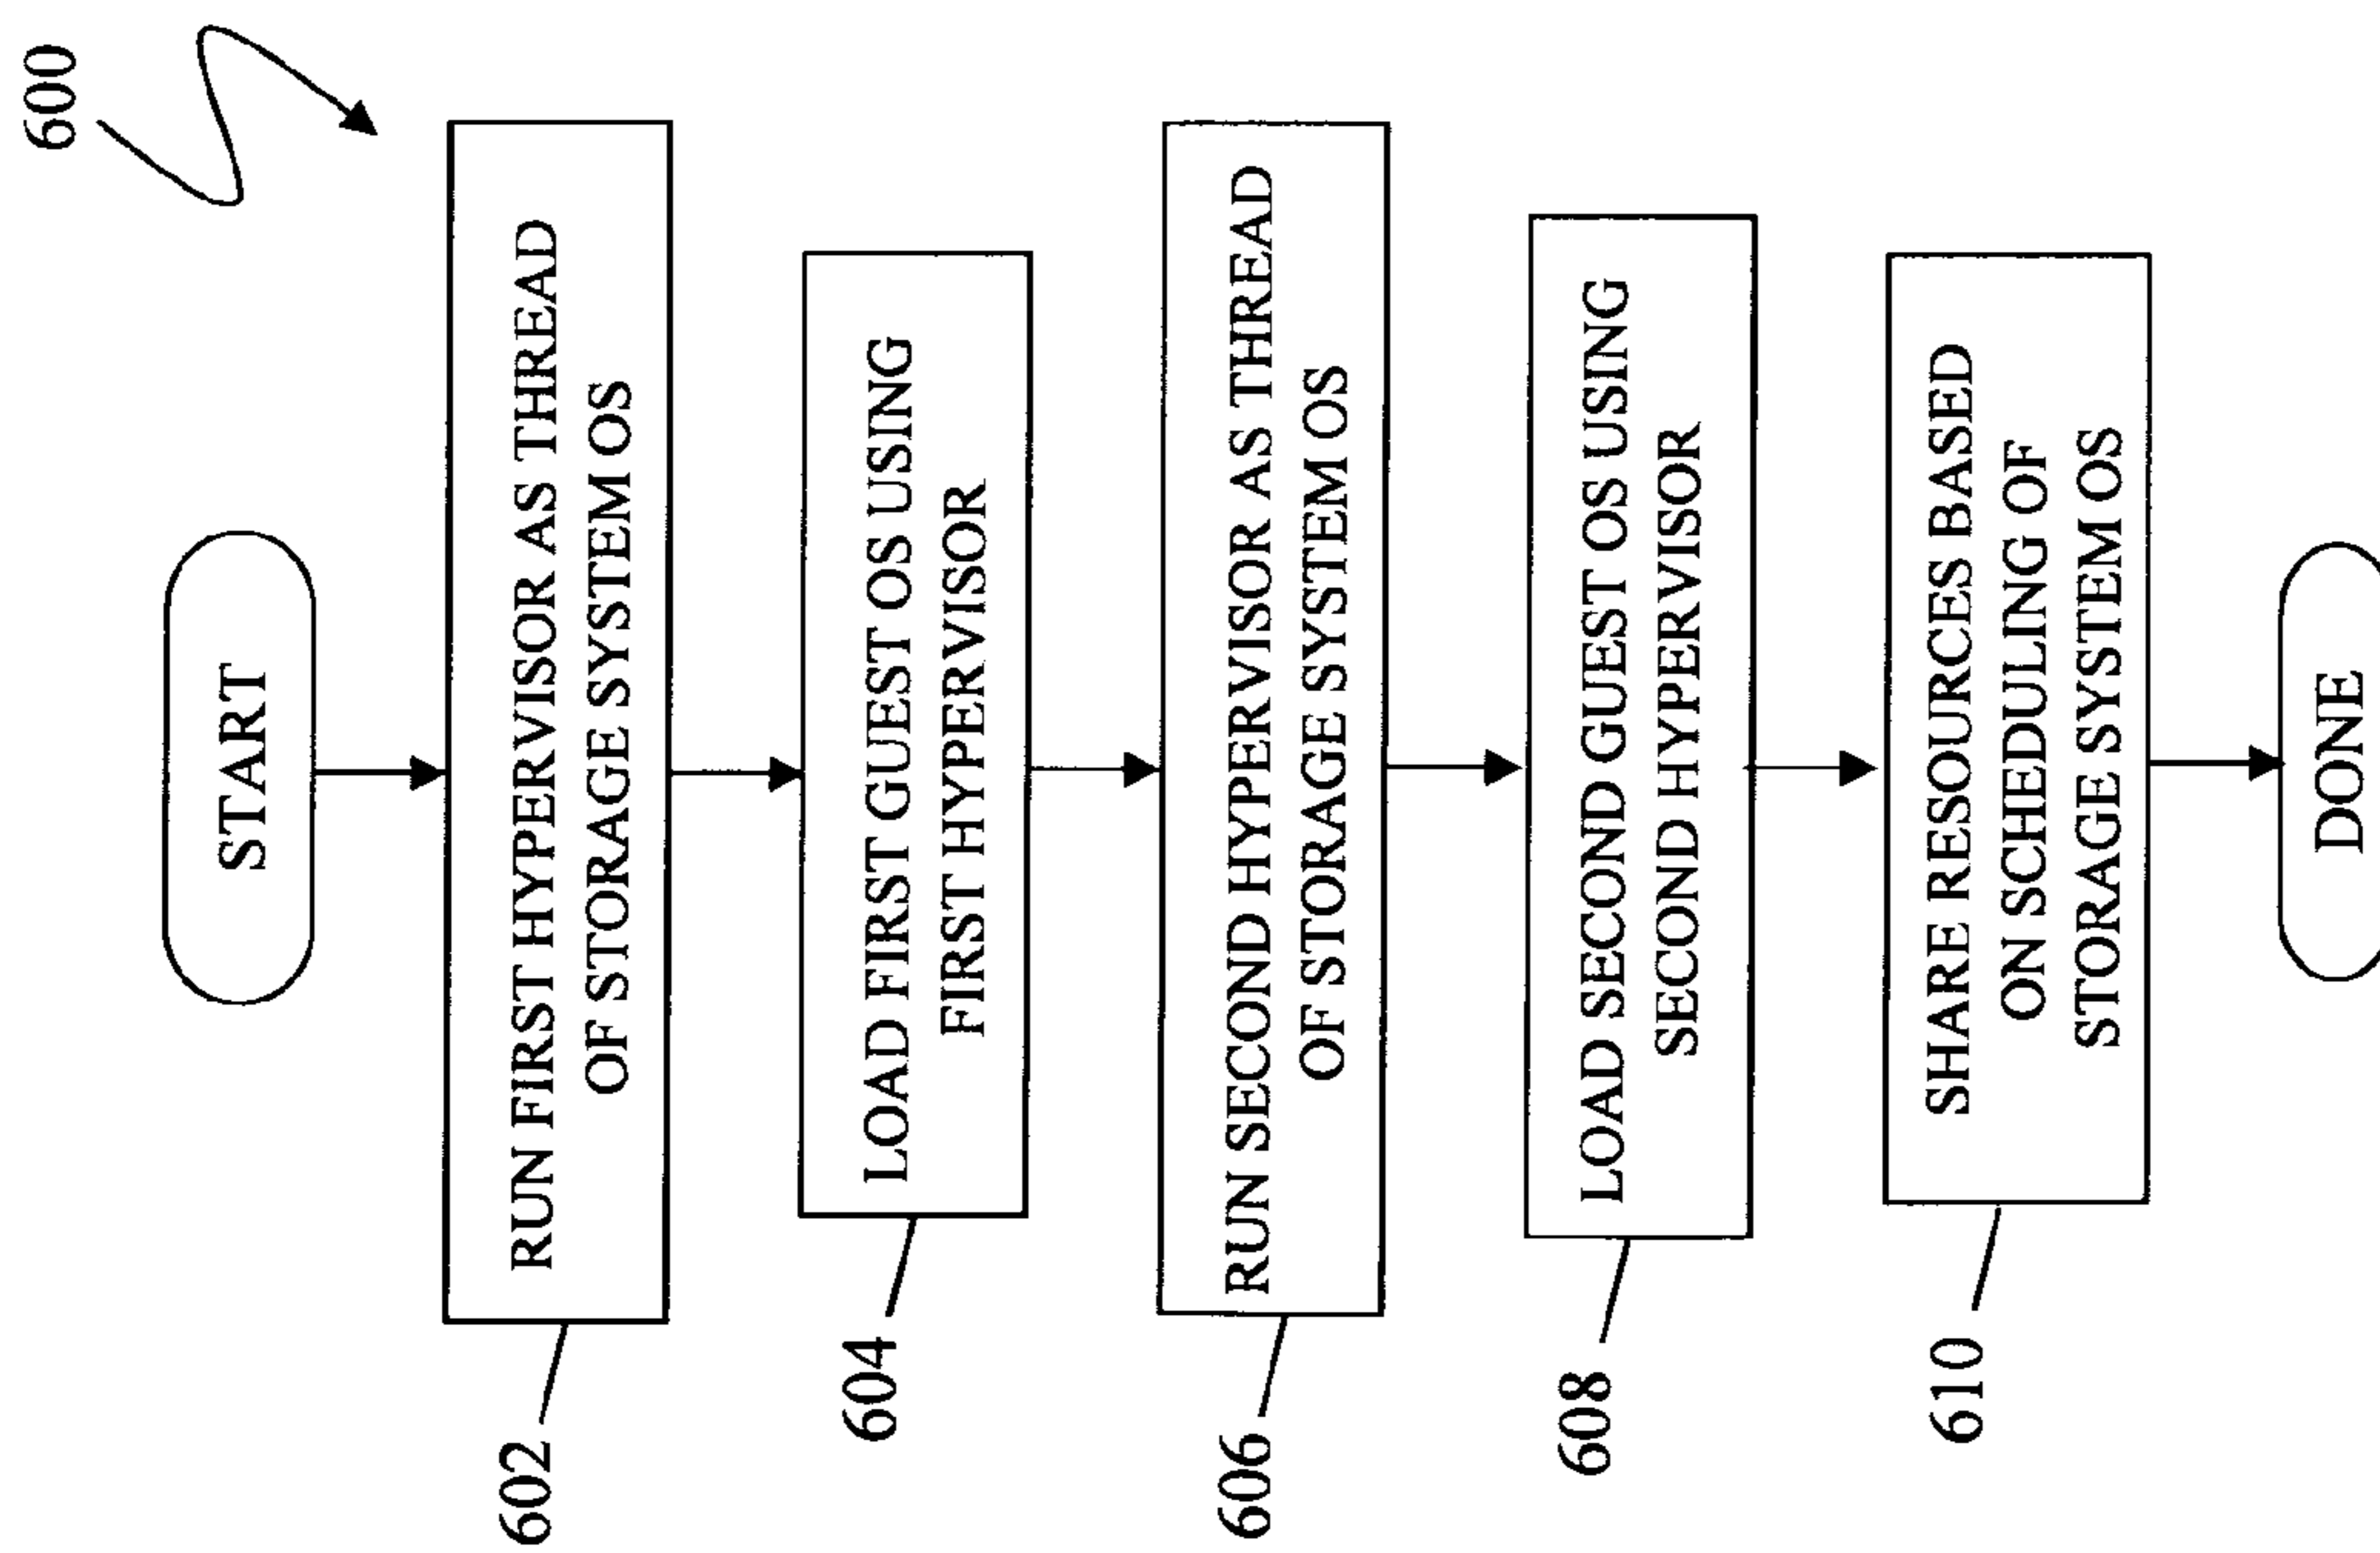 600
START
RUN FIRST HYPERVISOR AS THREAD
OF STORAGE SYSTEM OS
602
LOAD FIRST GUEST OS USING
FIRST HYPERVISOR
604
RUN SECOND HYPERVISOR AS THREAD
OF STORAGE SYSTEM OS
606
LOAD SECOND GUEST OS USING
SECOND HYPERVISOR
608
SHARE RESOURCES BASED
ON SCHEDULING OF
STORAGE SYSTEM OS
610
DONE